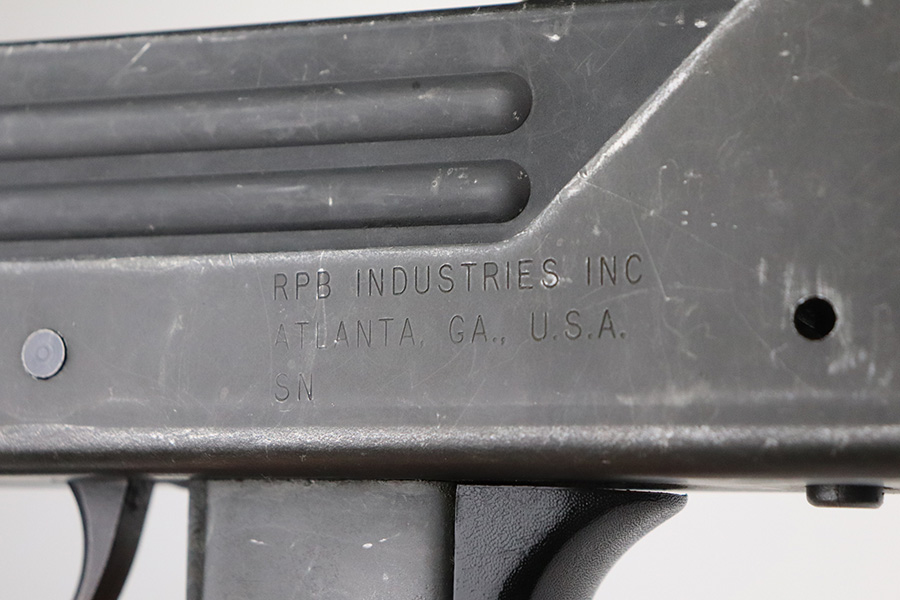 RPB INDUSTRIES INC
ATLANTA, GA., U.S.A.
SN